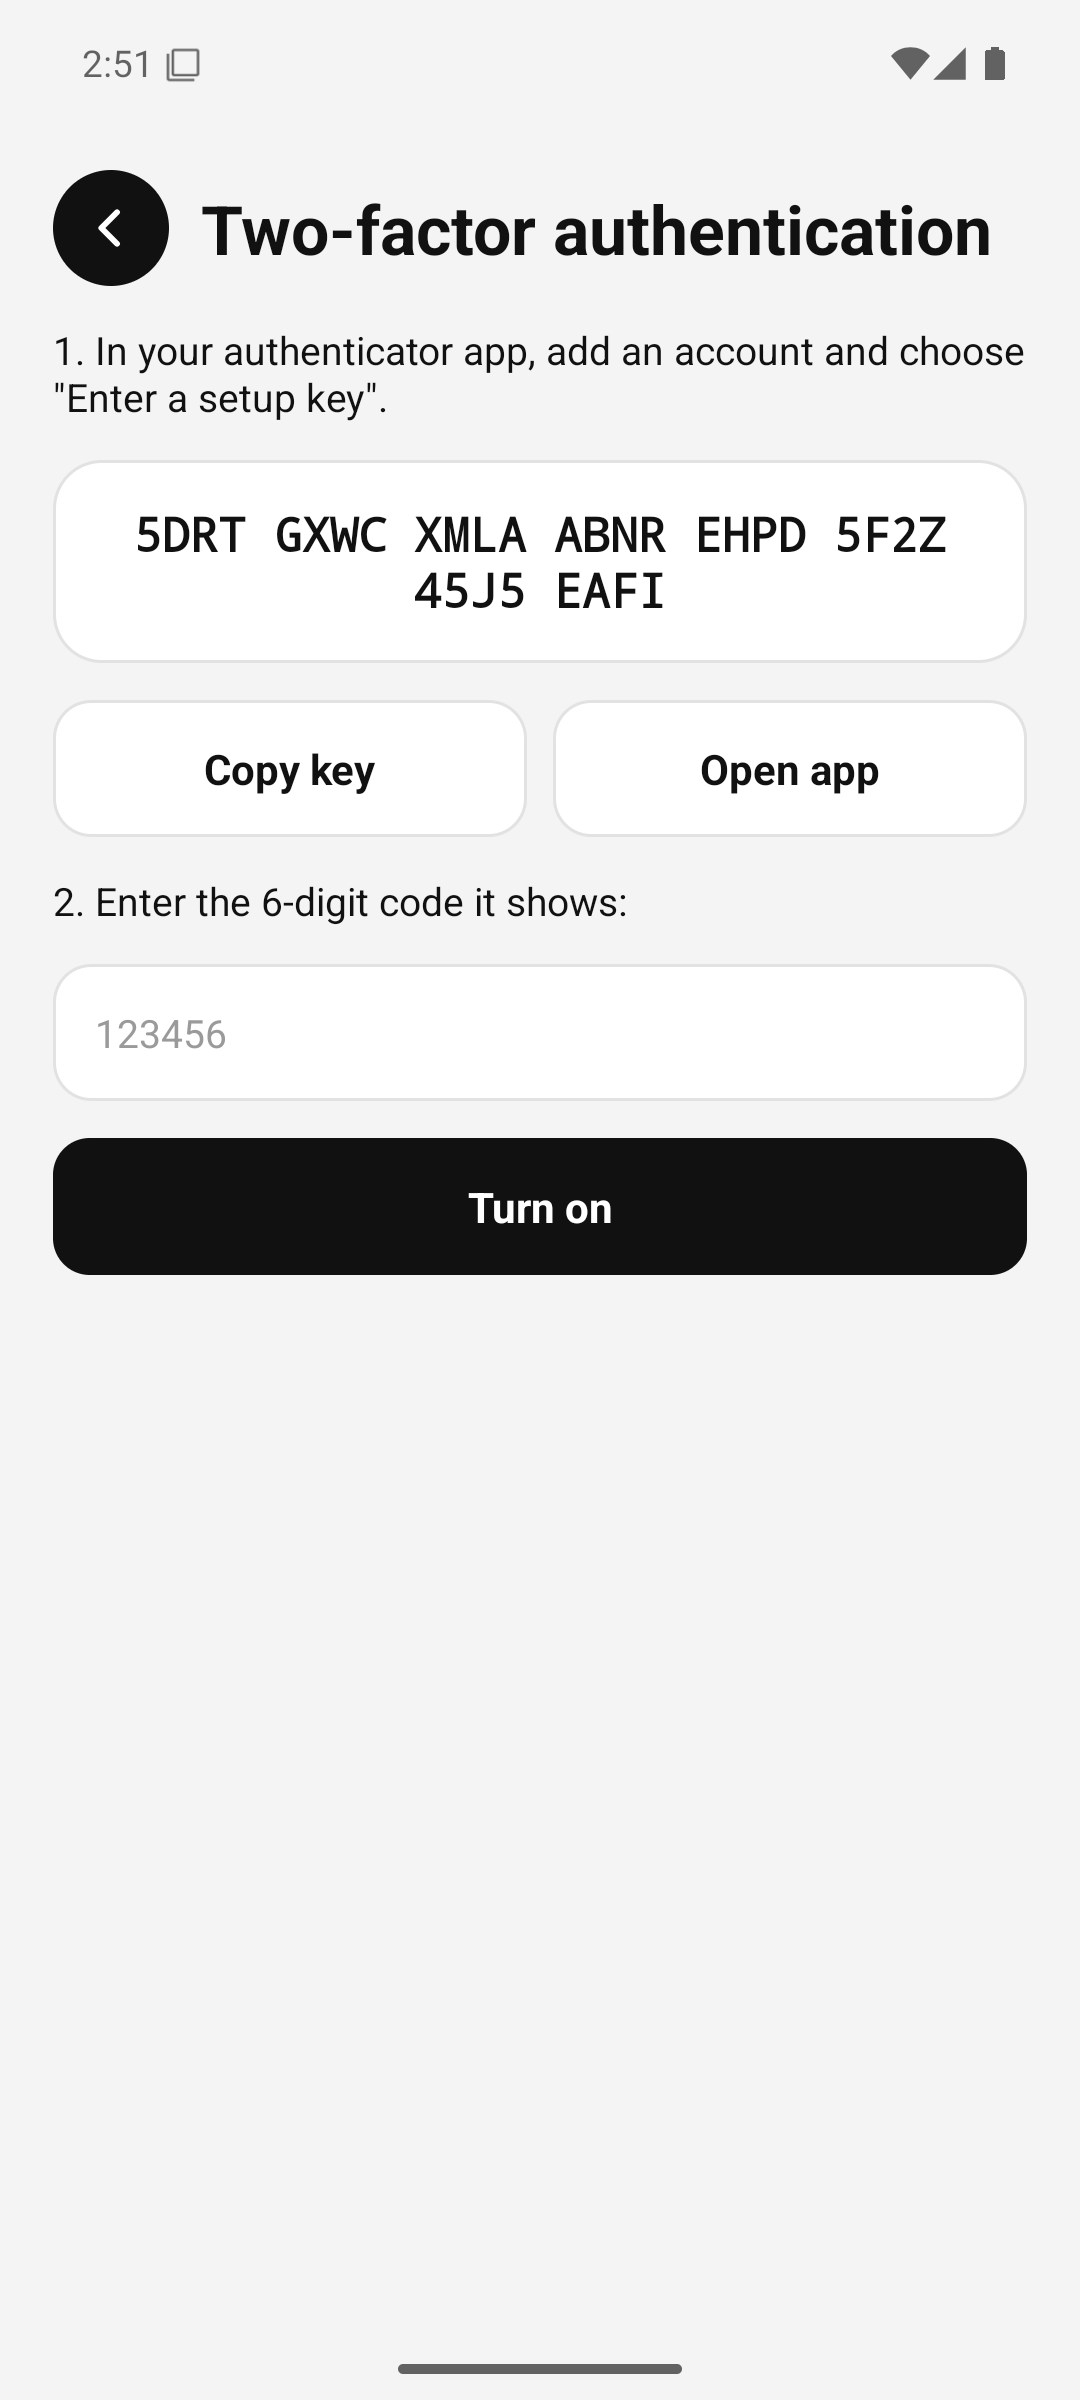 2:51
Two-factor authentication
1. In your authenticator app, add an account and choose
"Enter a setup key".
5DRT GXWC XMLA ABNR EHPD 5F2Z
45J5 EAFI
Copy key
Open app
2. Enter the 6-digit code it shows:
123456
Turn on